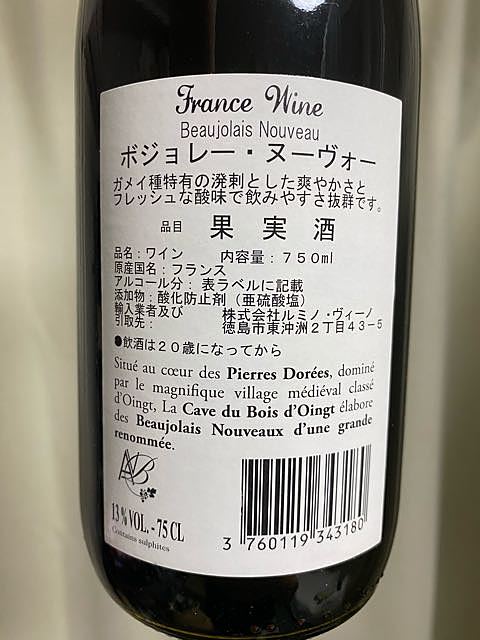 France Wine
Beaujolais Nouveau
ボジョレー・ヌーヴォー
ガメイ種特有の溌剌とした爽やかさと
フレッシュな酸味で飲みやすさ抜群です。
品目 果実酒
品名：ワイン 内容量：７５０ml
原産国名：フランス
アルコール分： 表ラベルに記載
添加物：酸化防止剤（亜硫酸塩）
輸入業者及び 株式会社ルミノ・ヴィーノ
引取先： 徳島市東沖洲２丁目４３－５
●飲酒は２０歳になってから
Situé au cœur des Pierres Dorées, dominé
par le magnifique village médiéval classé
d'Oingt, La Cave du Bois d'Oingt élabore
des Beaujolais Nouveaux d'une grande
renommée.
13 % VOL. - 75 CL
Contains sulphites
3 760119 343180